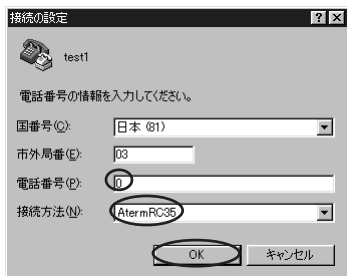 接続の設定
test1
電話番号の情報を入力してください。
国番号(C): 日本 (81)
市外局番(E): 03
電話番号(P): 0
接続方法(N): AtermRC35
OK キャンセル